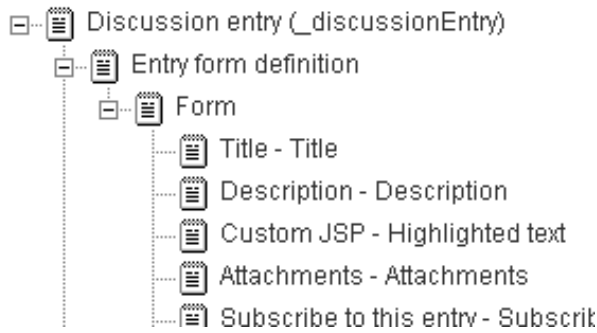 Discussion entry (_discussionEntry)
Entry form definition
Form
Title - Title
Description - Description
Custom JSP - Highlighted text
Attachments - Attachments
Subscribe to this entry -